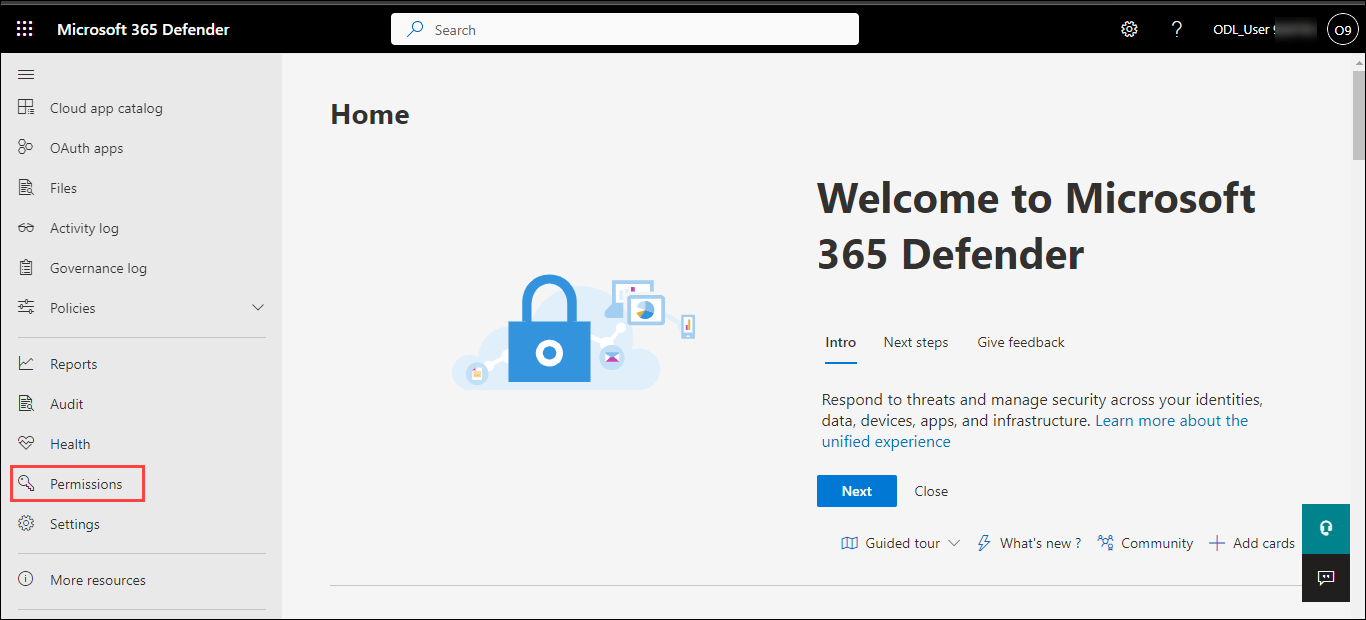 Microsoft 365 Defender
Search
?
ODL_User
O9
Cloud app catalog
OAuth apps
Files
Activity log
Governance log
Policies
Reports
Audit
Health
Permissions
Settings
More resources
Home
Welcome to Microsoft
365 Defender
Intro Next steps Give feedback
Respond to threats and manage security across your identities,
data, devices, apps, and infrastructure. Learn more about the
unified experience
Next Close
Guided tour What's new ? Community Add cards